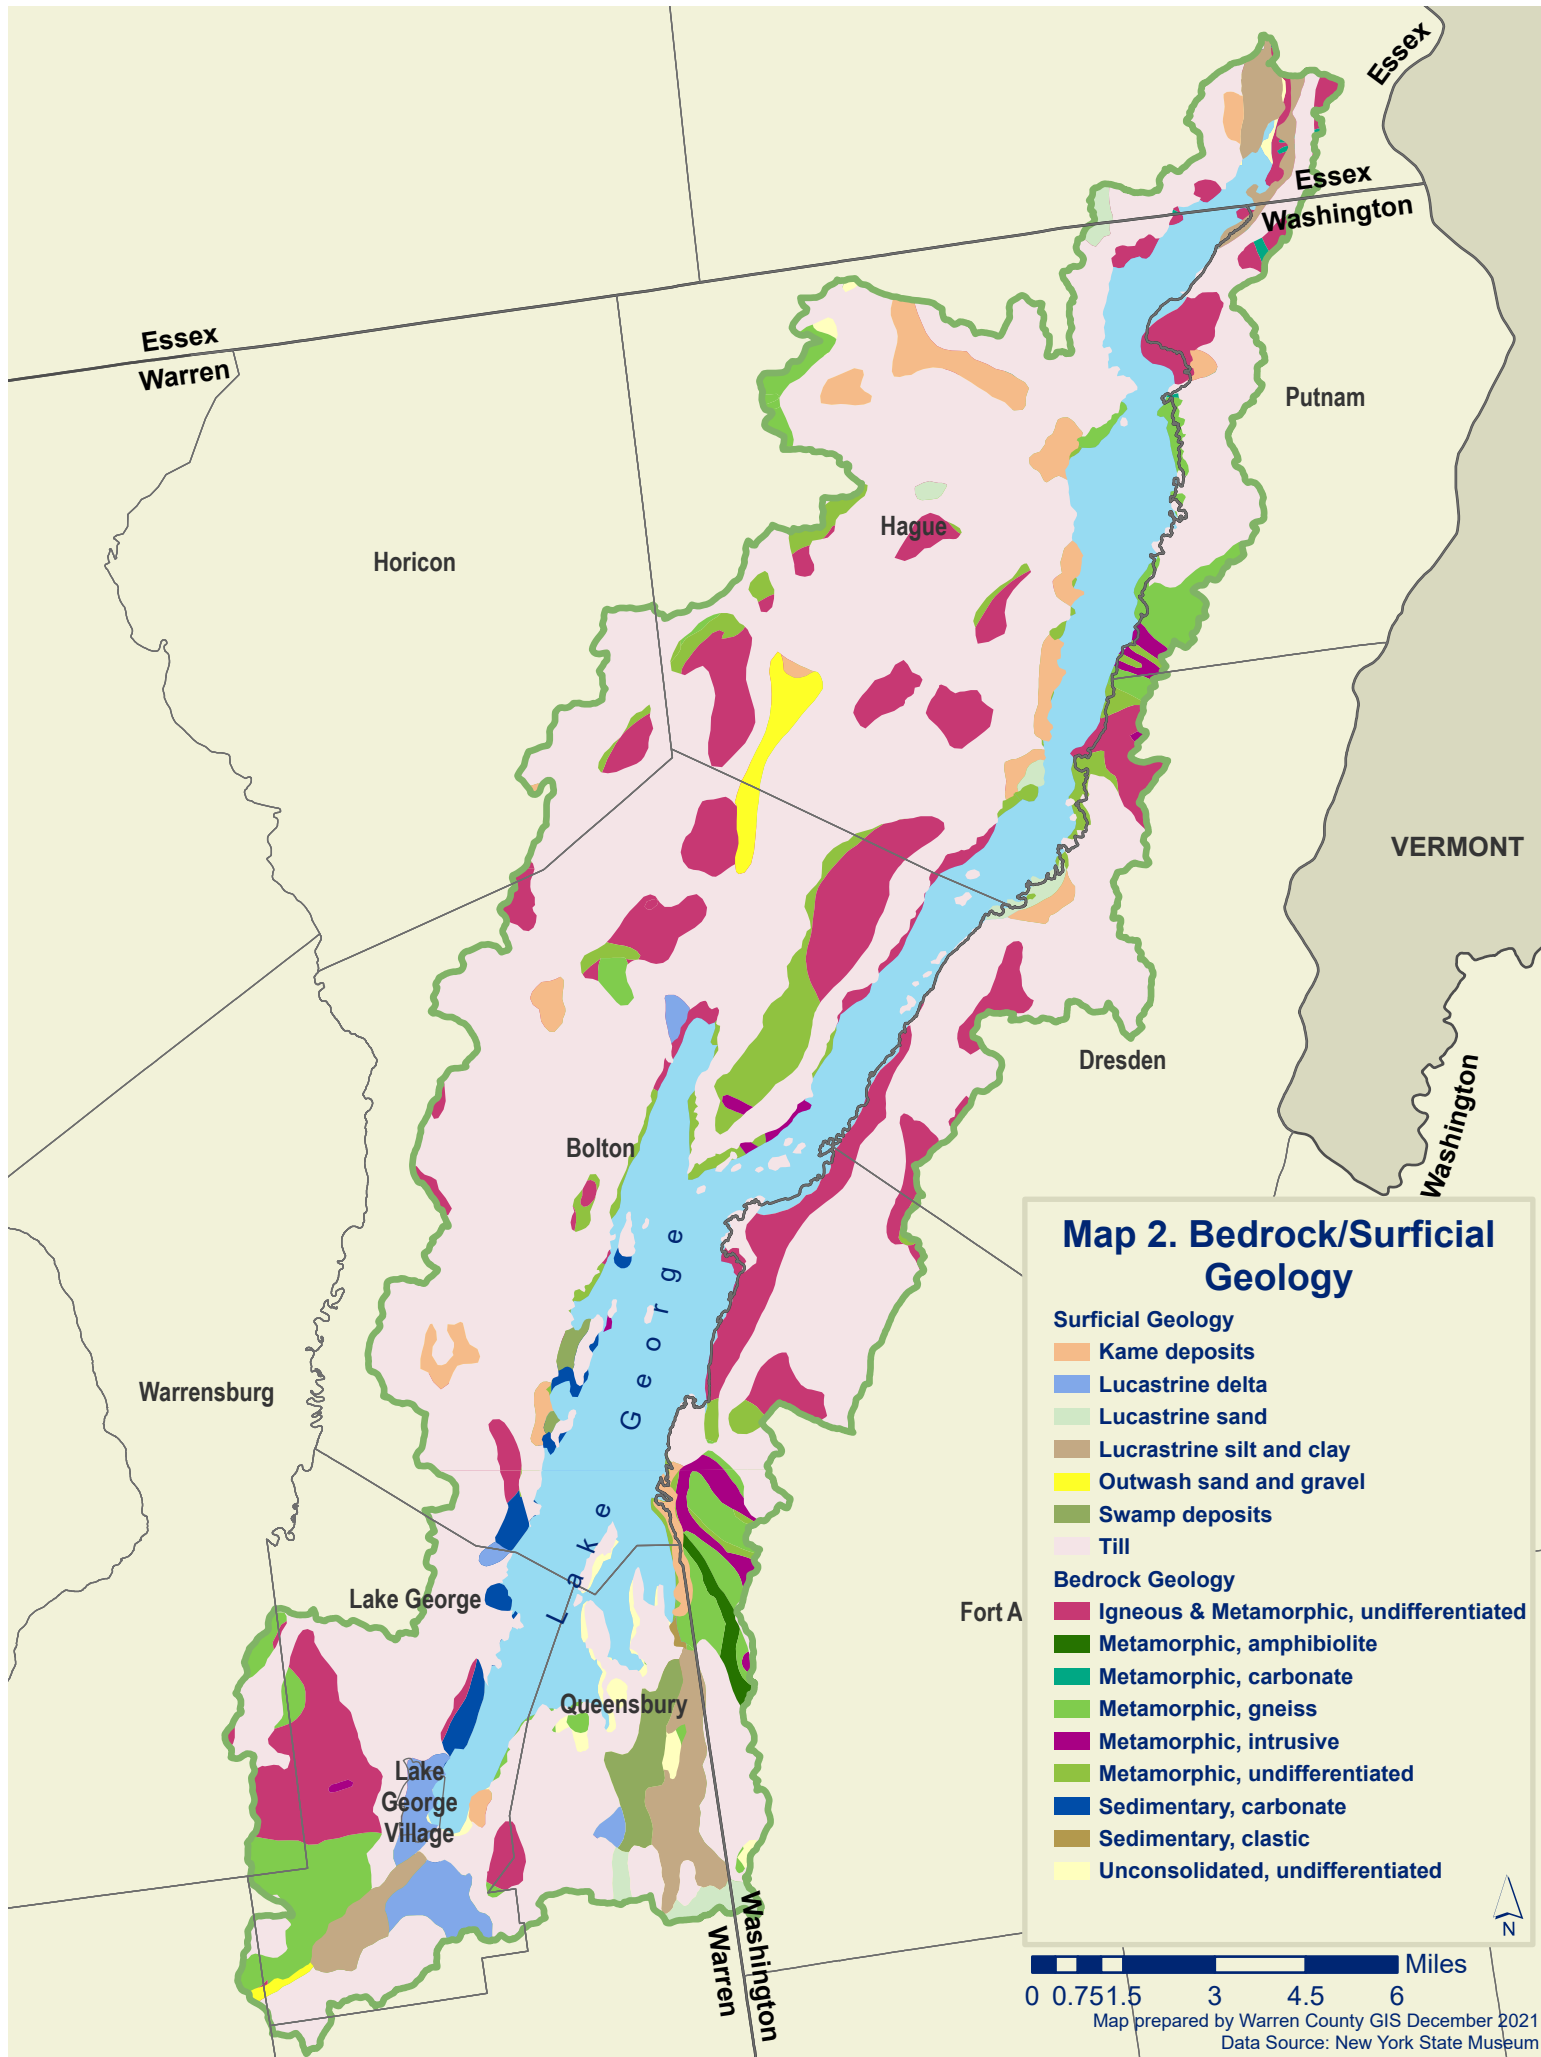 Essex
Essex
Washington
Essex
Warren
Putnam
Hague
Horicon
VERMONT
Dresden
Washington
Bolton
Lake George
Warrensburg
Lake George
Fort A
Queensbury
Lake
George
Village
Washington
Warren
Map 2. Bedrock/Surficial
Geology
Surficial Geology
Kame deposits
Lucastrine delta
Lucastrine sand
Lucrastrine silt and clay
Outwash sand and gravel
Swamp deposits
Till
Bedrock Geology
Igneous & Metamorphic, undifferentiated
Metamorphic, amphibiolite
Metamorphic, carbonate
Metamorphic, gneiss
Metamorphic, intrusive
Metamorphic, undifferentiated
Sedimentary, carbonate
Sedimentary, clastic
Unconsolidated, undifferentiated
N
Miles
0 0.75 1.5 3 4.5 6
Map prepared by Warren County GIS December 2021
Data Source: New York State Museum